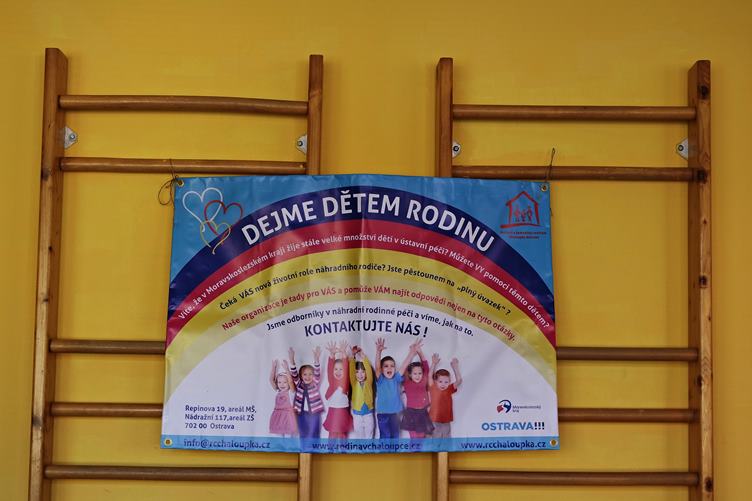 DEJME DĚTEM RODINU
Víte, že v Moravskoslezském kraji žije stále velké množství dětí v ústavní péči? Můžete VY pomoci těmto dětem?
Čeká VÁS nová životní role náhradního rodiče? Jste pěstounem na „plný úvazek“?
Naše organizace je tady pro VÁS a pomůže VÁM najít odpovědi nejen na tyto otázky.
Jsme odborníky v náhradní rodinné péči a víme, jak na to.
KONTAKTUJTE NÁS!
Repinova 19, areál MŠ,
Nádražní 117, areál ZŠ
702 00 Ostrava
Moravskoslezský
kraj
OSTRAVA!!!
info@rcchaloupka.cz
www.rodinavchaloupce.cz
www.rcchaloupka.cz